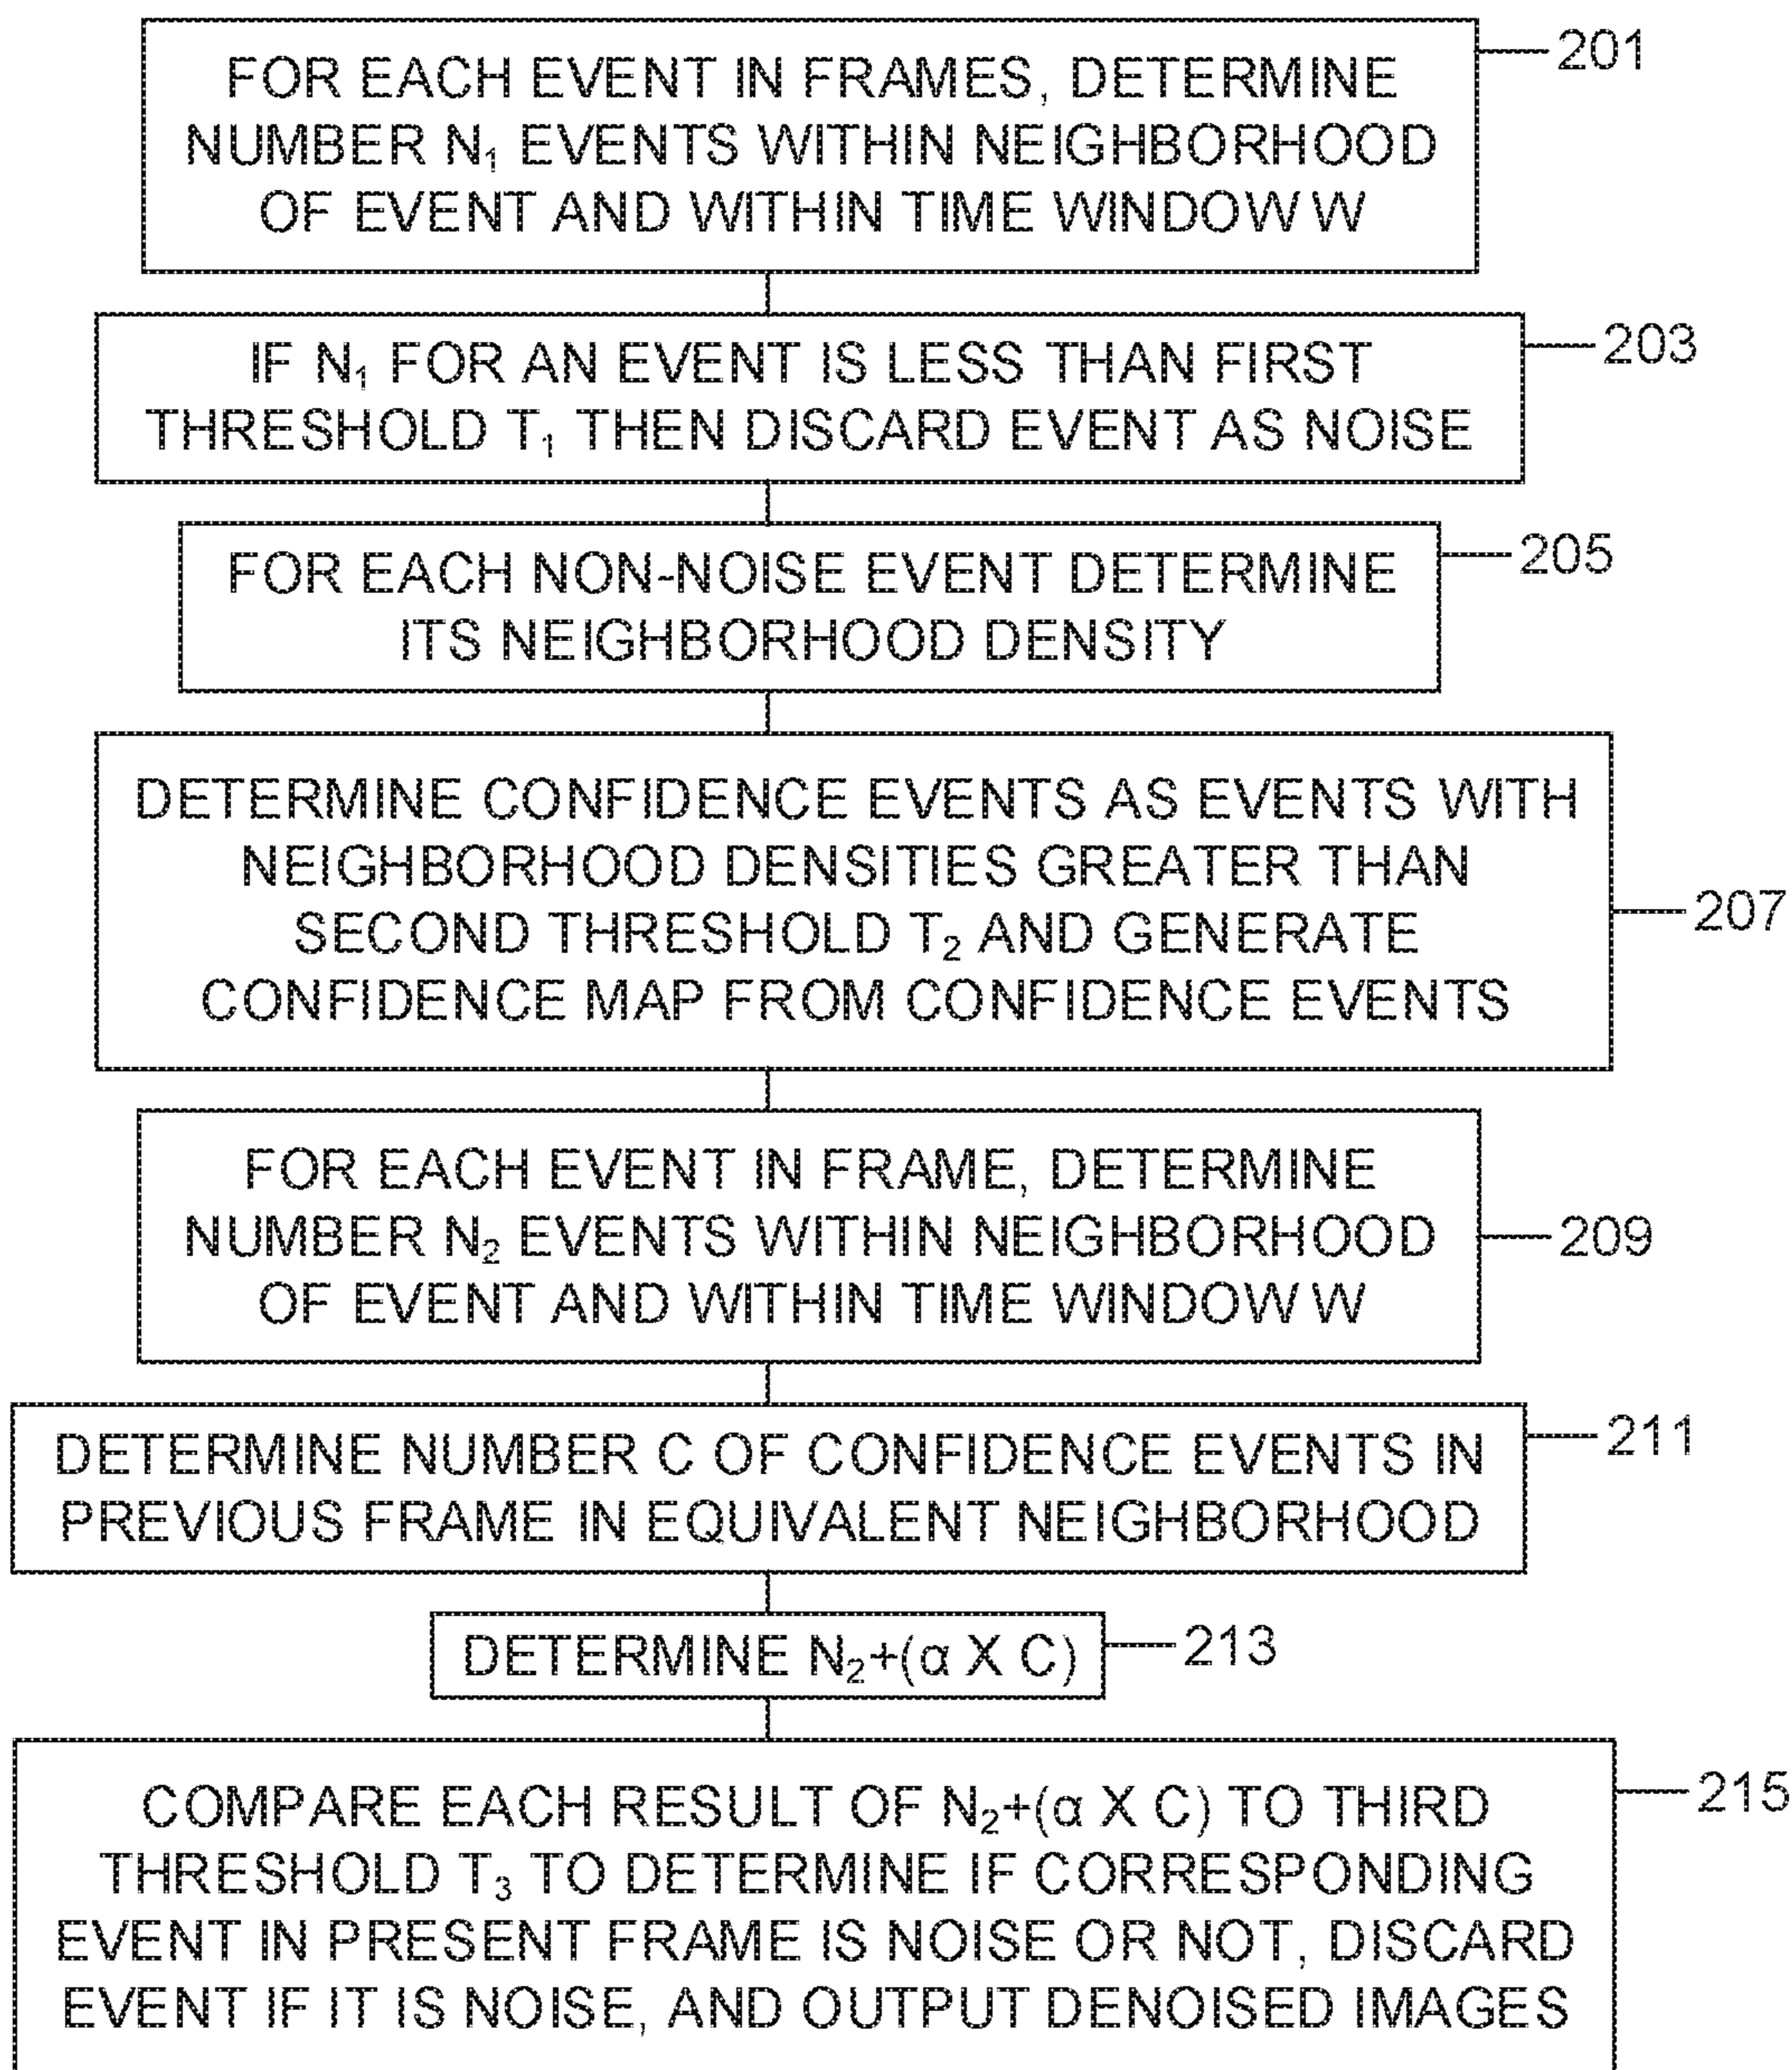 FOR EACH EVENT IN FRAMES, DETERMINE
NUMBER N₁ EVENTS WITHIN NEIGHBORHOOD
OF EVENT AND WITHIN TIME WINDOW W
201
IF N₁ FOR AN EVENT IS LESS THAN FIRST
THRESHOLD T₁ THEN DISCARD EVENT AS NOISE
203
FOR EACH NON-NOISE EVENT DETERMINE
ITS NEIGHBORHOOD DENSITY
205
DETERMINE CONFIDENCE EVENTS AS EVENTS WITH
NEIGHBORHOOD DENSITIES GREATER THAN
SECOND THRESHOLD T₂ AND GENERATE
CONFIDENCE MAP FROM CONFIDENCE EVENTS
207
FOR EACH EVENT IN FRAME, DETERMINE
NUMBER N₂ EVENTS WITHIN NEIGHBORHOOD
OF EVENT AND WITHIN TIME WINDOW W
209
DETERMINE NUMBER C OF CONFIDENCE EVENTS IN
PREVIOUS FRAME IN EQUIVALENT NEIGHBORHOOD
211
DETERMINE N₂+(α X C)
213
COMPARE EACH RESULT OF N₂+(α X C) TO THIRD
THRESHOLD T₃ TO DETERMINE IF CORRESPONDING
EVENT IN PRESENT FRAME IS NOISE OR NOT, DISCARD
EVENT IF IT IS NOISE, AND OUTPUT DENOISED IMAGES
215